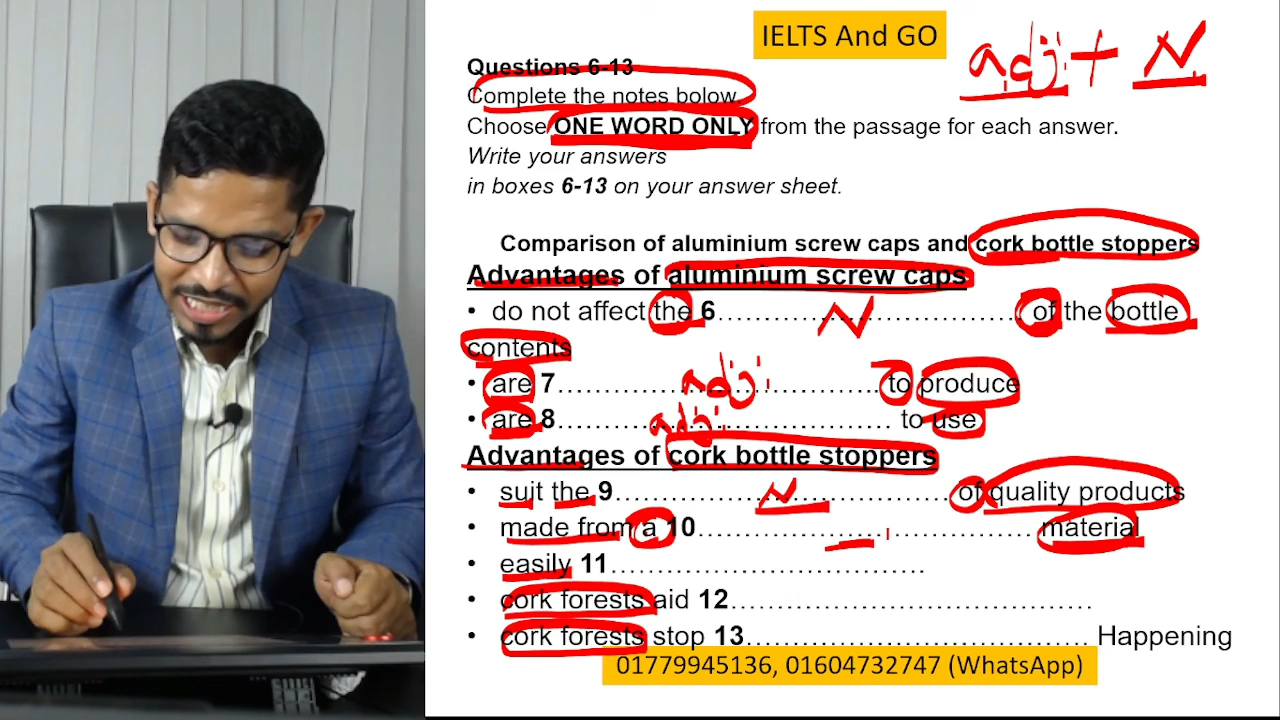 IELTS And GO
adj + N
Questions 6-13
Complete the notes bolow.
Choose ONE WORD ONLY from the passage for each answer.
Write your answers
in boxes 6-13 on your answer sheet.
Comparison of aluminium screw caps and cork bottle stoppers
Advantages of aluminium screw caps
• do not affect the 6........................................ of the bottle
N
contents
• are 7........................................ to produce
adj
• are 8........................................ to use
adj
Advantages of cork bottle stoppers
• suit the 9........................................ of quality products
N
• made from a 10........................................ material
• easily 11........................................
• cork forests aid 12........................................
• cork forests stop 13........................................ Happening
01779945136, 01604732747 (WhatsApp)